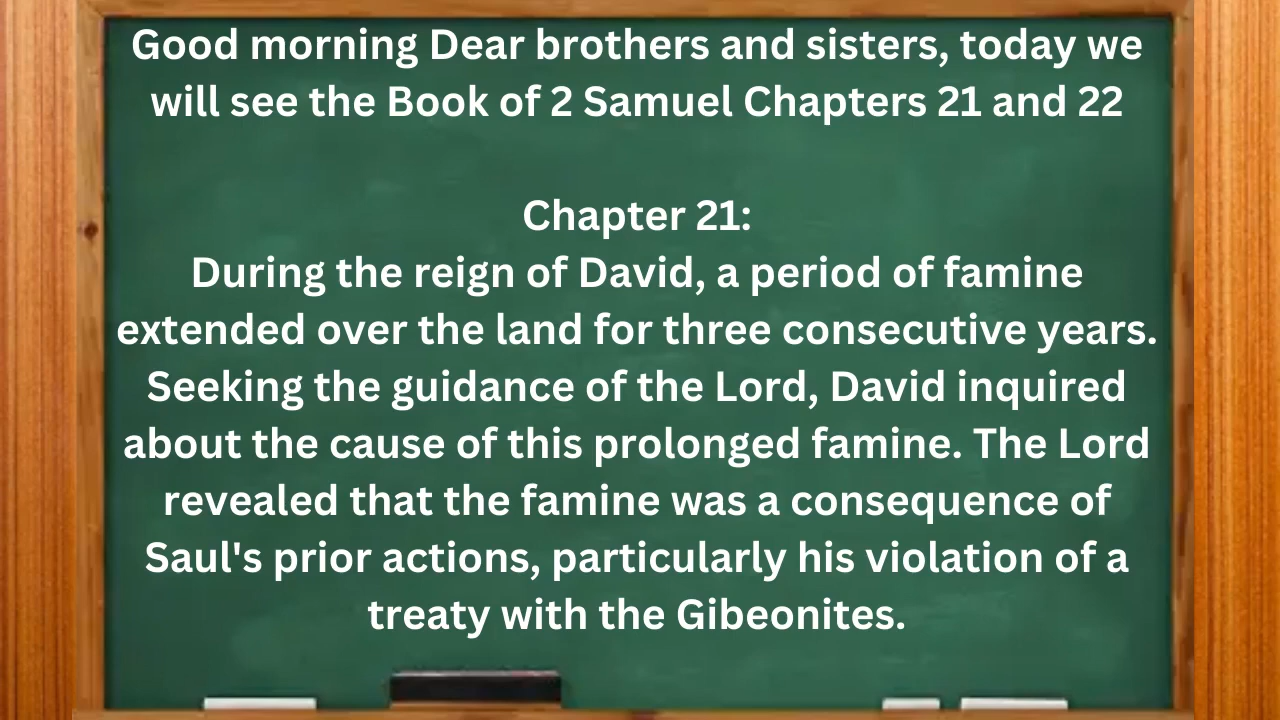 Good morning Dear brothers and sisters, today we
will see the Book of 2 Samuel Chapters 21 and 22
Chapter 21:
During the reign of David, a period of famine
extended over the land for three consecutive years.
Seeking the guidance of the Lord, David inquired
about the cause of this prolonged famine. The Lord
revealed that the famine was a consequence of
Saul's prior actions, particularly his violation of a
treaty with the Gibeonites.